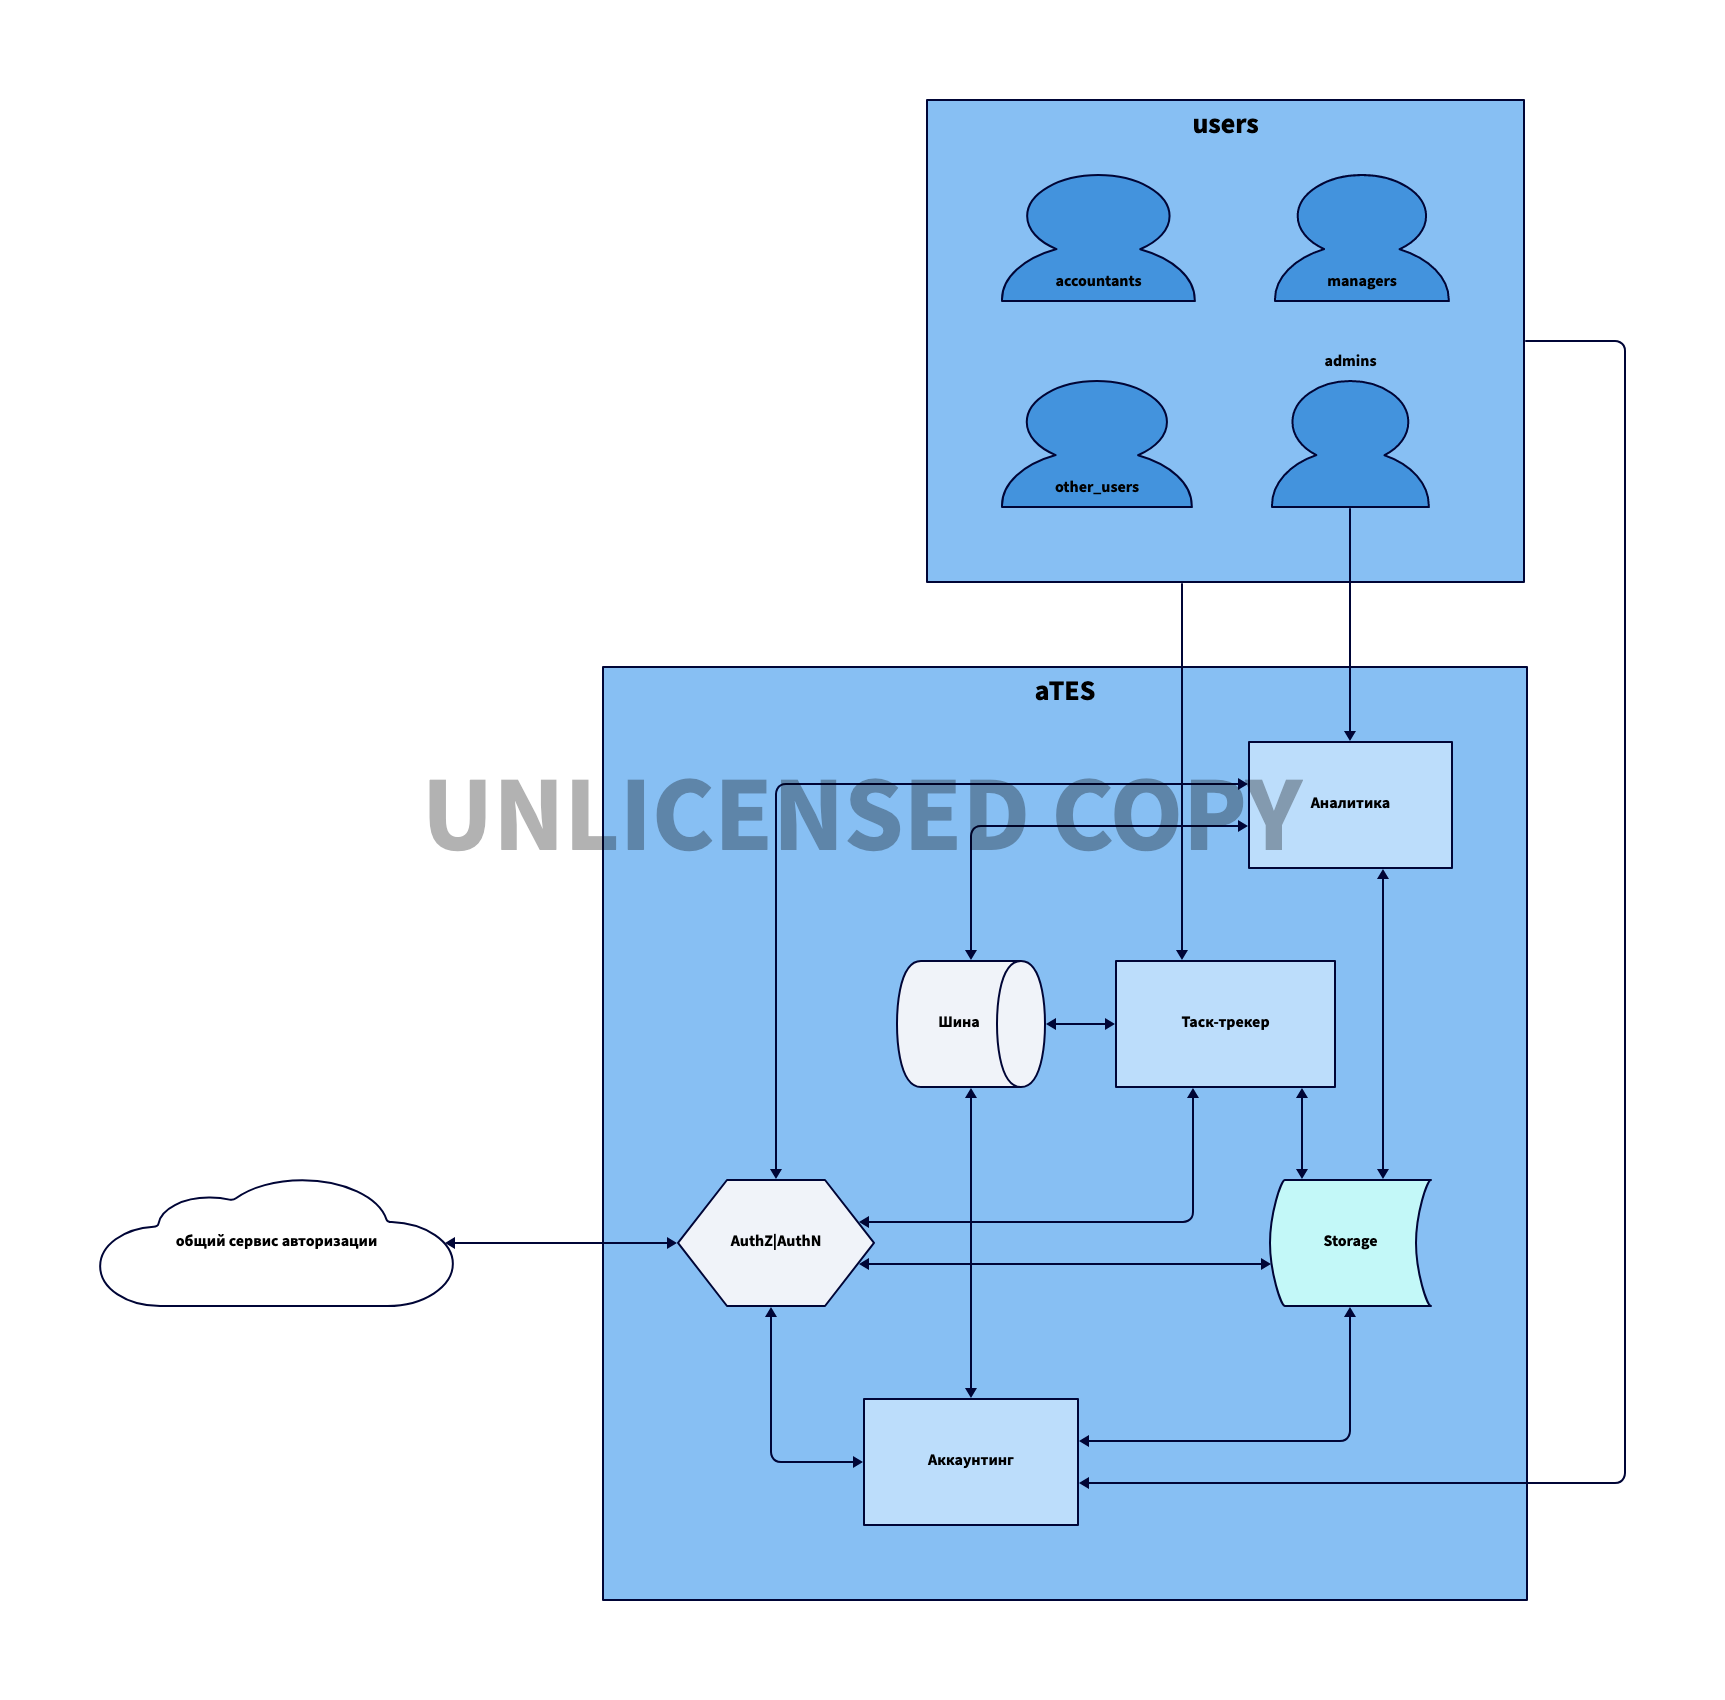 users
accountants
managers
admins
other_users
aTES
UNLICENSED COPY
Аналитика
Шина
Таск-трекер
общий сервис авторизации
AuthZ|AuthN
Storage
Аккаунтинг